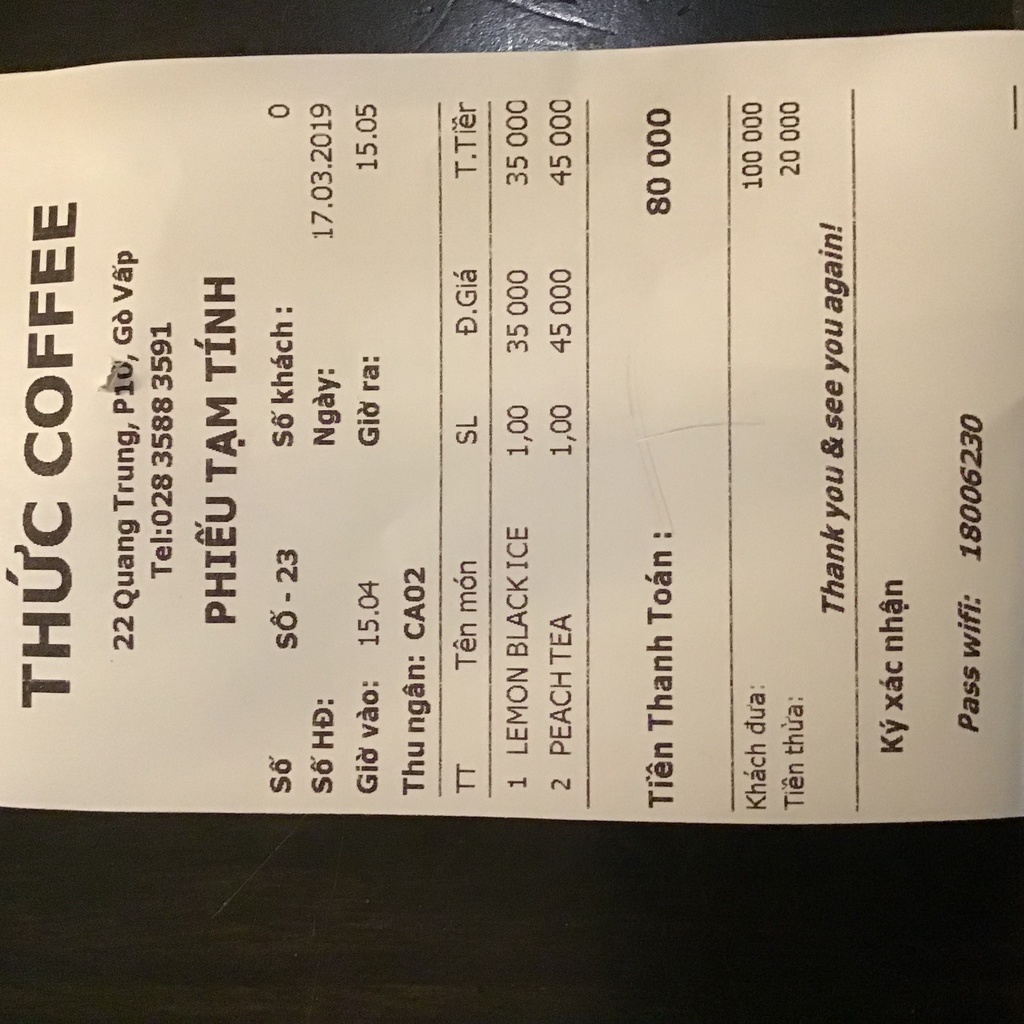 THỨC COFFEE
22 Quang Trung, P10, Gò Vấp
Tel:028 3588 3591
PHIẾU TẠM TÍNH
Số SỐ - 23 Số khách : 0
Số HĐ: Ngày: 17.03.2019
Giờ vào: 15.04 Giờ ra: 15.05
Thu ngân: CA02
TT Tên món SL Đ.Giá T.Tiền
1 LEMON BLACK ICE 1,00 35 000 35 000
2 PEACH TEA 1,00 45 000 45 000
Tiền Thanh Toán : 80 000
Khách đưa: 100 000
Tiền thừa: 20 000
Thank you & see you again!
Ký xác nhận
Pass wifi: 18006230